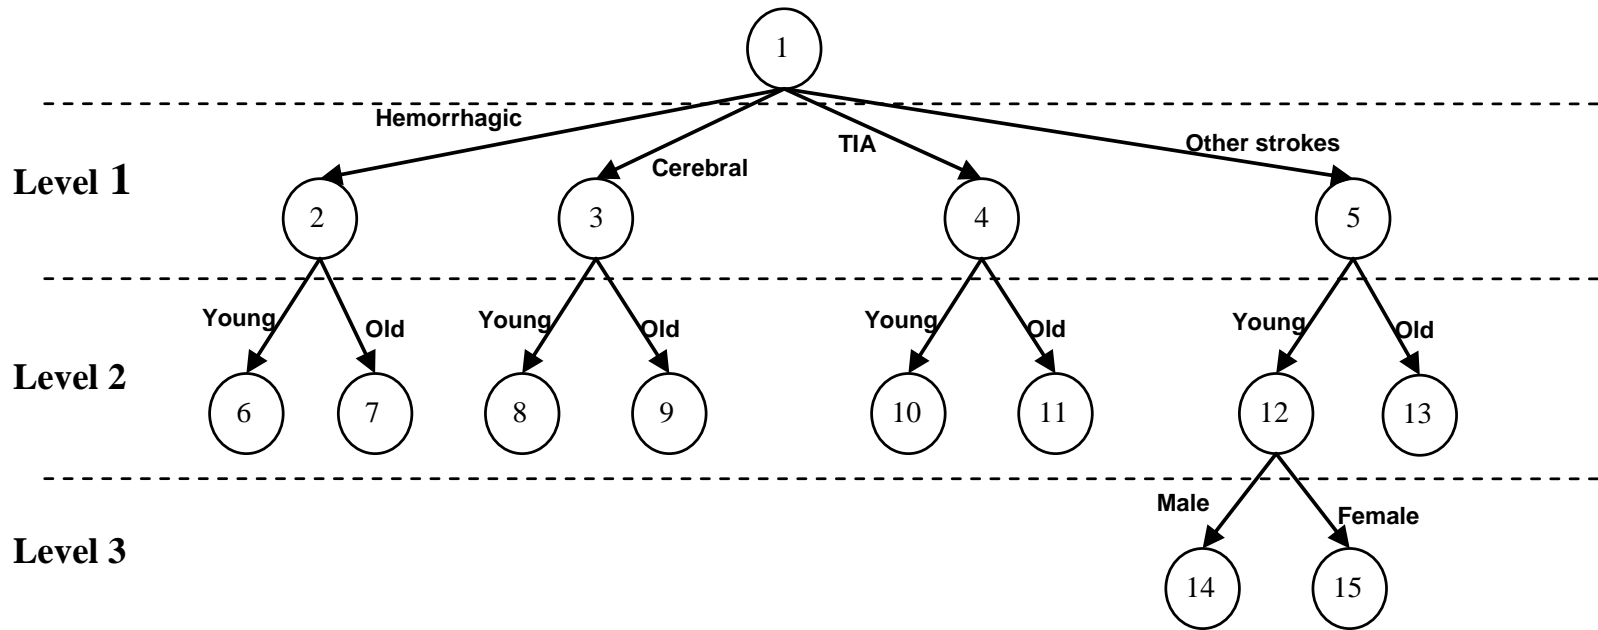 1
Hemorrhagic
TIA
Other strokes
Cerebral
Level 1
2
3
4
5
Young
Old
Young
Old
Young
Old
Young
Old
Level 2
6
7
8
9
10
11
12
13
Male
Female
Level 3
14
15